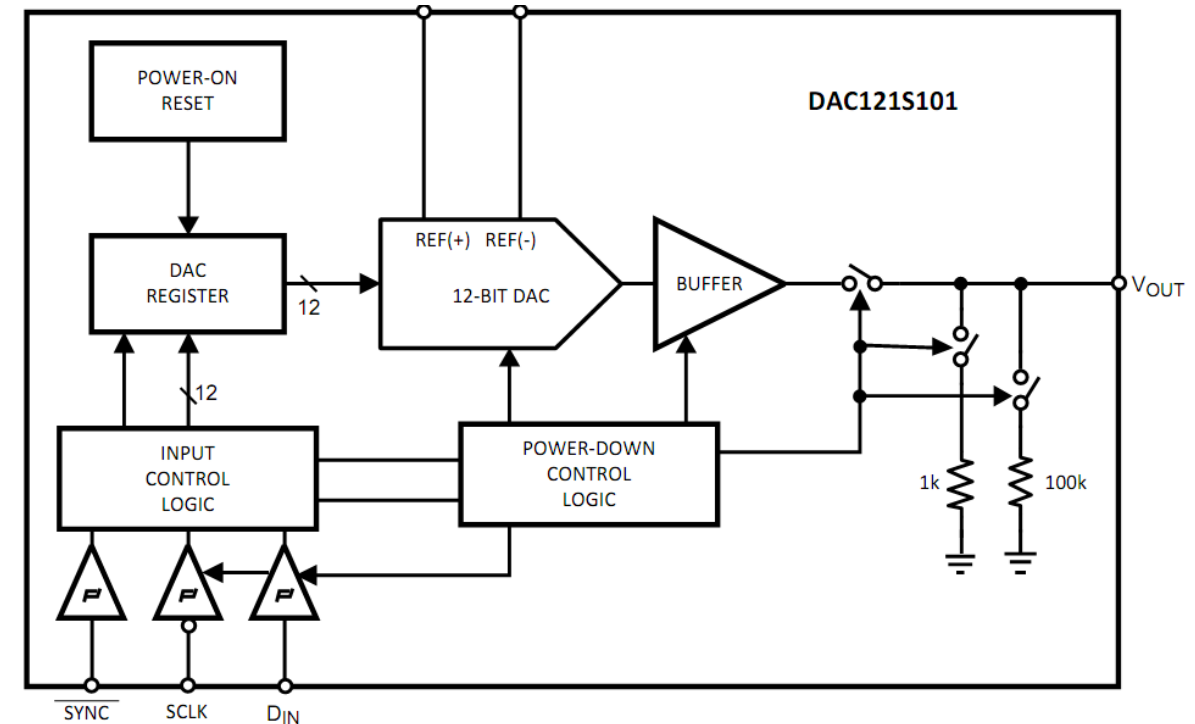 POWER-ON
RESET
DAC121S101
REF(+) REF(-)
DAC
REGISTER
12
12-BIT DAC
BUFFER
VOUT
12
INPUT
CONTROL
LOGIC
POWER-DOWN
CONTROL
LOGIC
1k
100k
SYNC
SCLK
DIN